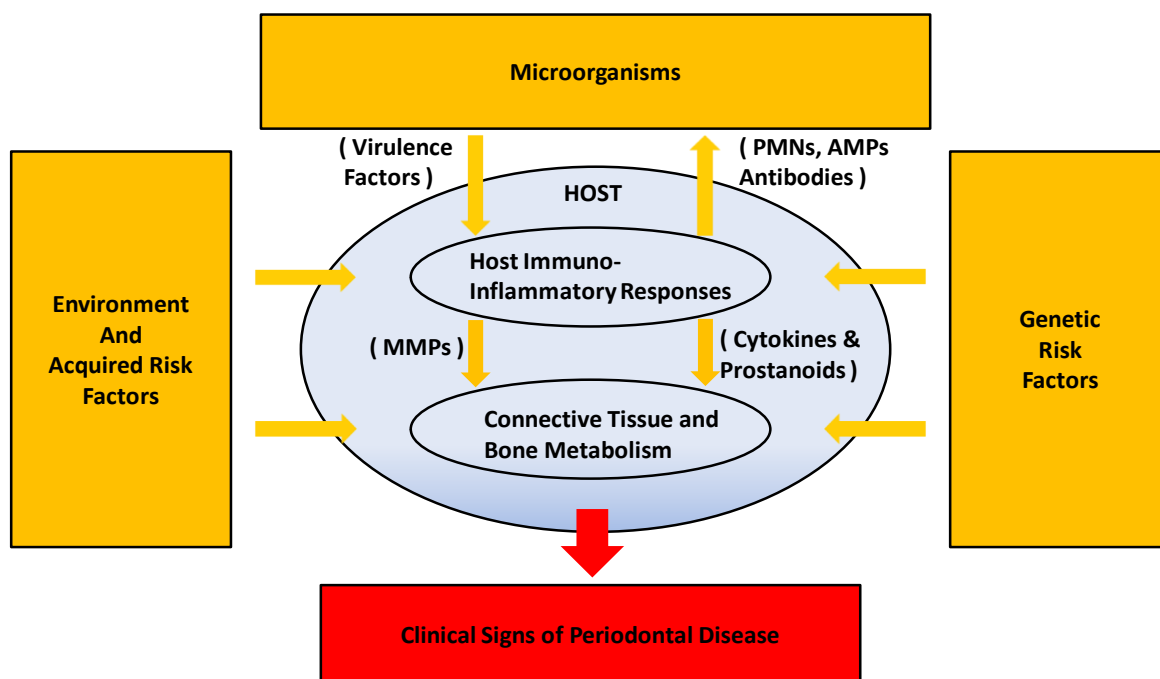 Microorganisms
( Virulence
Factors )
( PMNs, AMPs
Antibodies )
HOST
Host Immuno-
Inflammatory Responses
Environment
And
Acquired Risk
Factors
Genetic
Risk
Factors
( MMPs )
( Cytokines &
Prostanoids )
Connective Tissue and
Bone Metabolism
Clinical Signs of Periodontal Disease